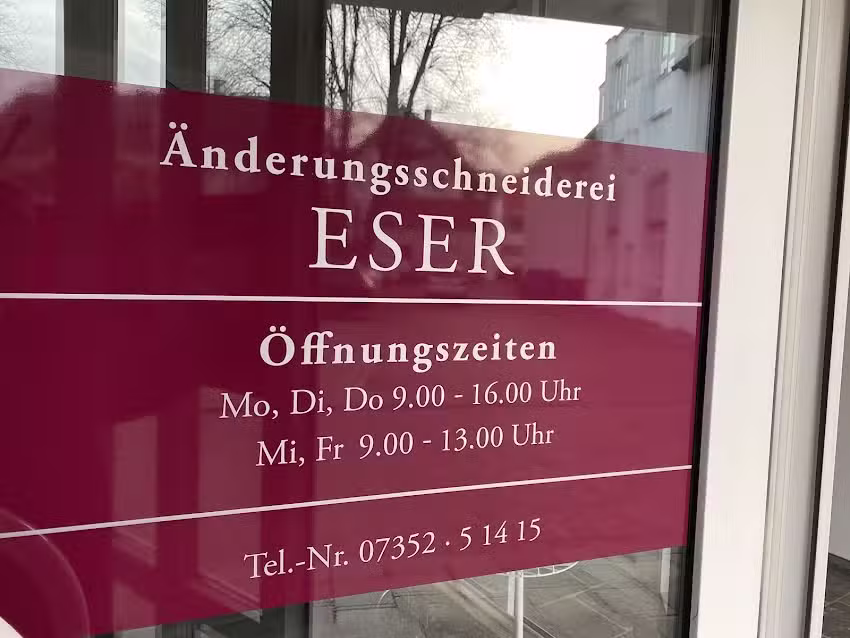 Änderungsschneiderei
ESER
Öffnungszeiten
Mo, Di, Do 9.00 - 16.00 Uhr
Mi, Fr 9.00 - 13.00 Uhr
Tel.-Nr. 07352 · 5 14 15